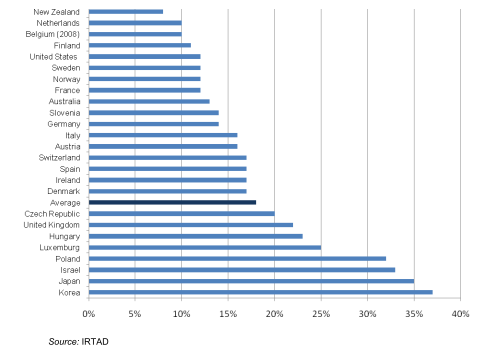 New Zealand
Netherlands
Belgium (2008)
Finland
United States
Sweden
Norway
France
Australia
Slovenia
Germany
Italy
Austria
Switzerland
Spain
Ireland
Denmark
Average
Czech Republic
United Kingdom
Hungary
Luxemburg
Poland
Israel
Japan
Korea
0% 5% 10% 15% 20% 25% 30% 35% 40%
Source: IRTAD